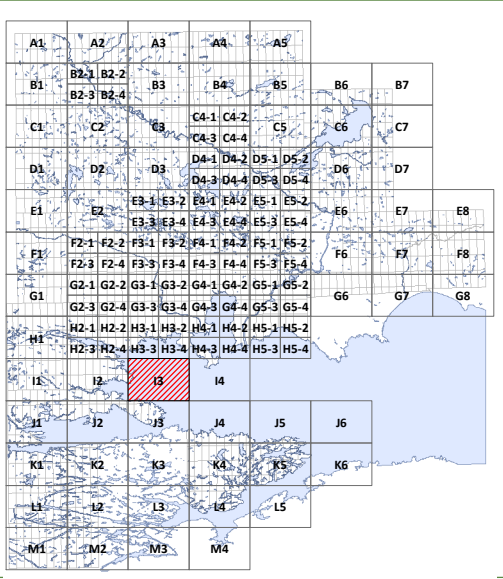 A1 A2 A3 A4 A5
B2-1 B2-2
B1 B3 B4 B5 B6 B7
B2-3 B2-4
C4-1 C4-2
C1 C2 C3 C5 C6 C7
C4-3 C4-4
D4-1 D4-2 D5-1 D5-2
D1 D2 D3 D6 D7
D4-3 D4-4 D5-3 D5-4
E3-1 E3-2 E4-1 E4-2 E5-1 E5-2
E1 E2 E6 E7 E8
E3-3 E3-4 E4-3 E4-4 E5-3 E5-4
F2-1 F2-2 F3-1 F3-2 F4-1 F4-2 F5-1 F5-2
F1 F6 F7 F8
F2-3 F2-4 F3-3 F3-4 F4-3 F4-4 F5-3 F5-4
G2-1 G2-2 G3-1 G3-2 G4-1 G4-2 G5-1 G5-2
G1 G6 G7 G8
G2-3 G2-4 G3-3 G3-4 G4-3 G4-4 G5-3 G5-4
H2-1 H2-2 H3-1 H3-2 H4-1 H4-2 H5-1 H5-2
H1
H2-3 H2-4 H3-3 H3-4 H4-3 H4-4 H5-3 H5-4
I1 I2 I3 I4
J1 J2 J3 J4 J5 J6
K1 K2 K3 K4 K5 K6
L1 L2 L3 L4 L5
M1 M2 M3 M4